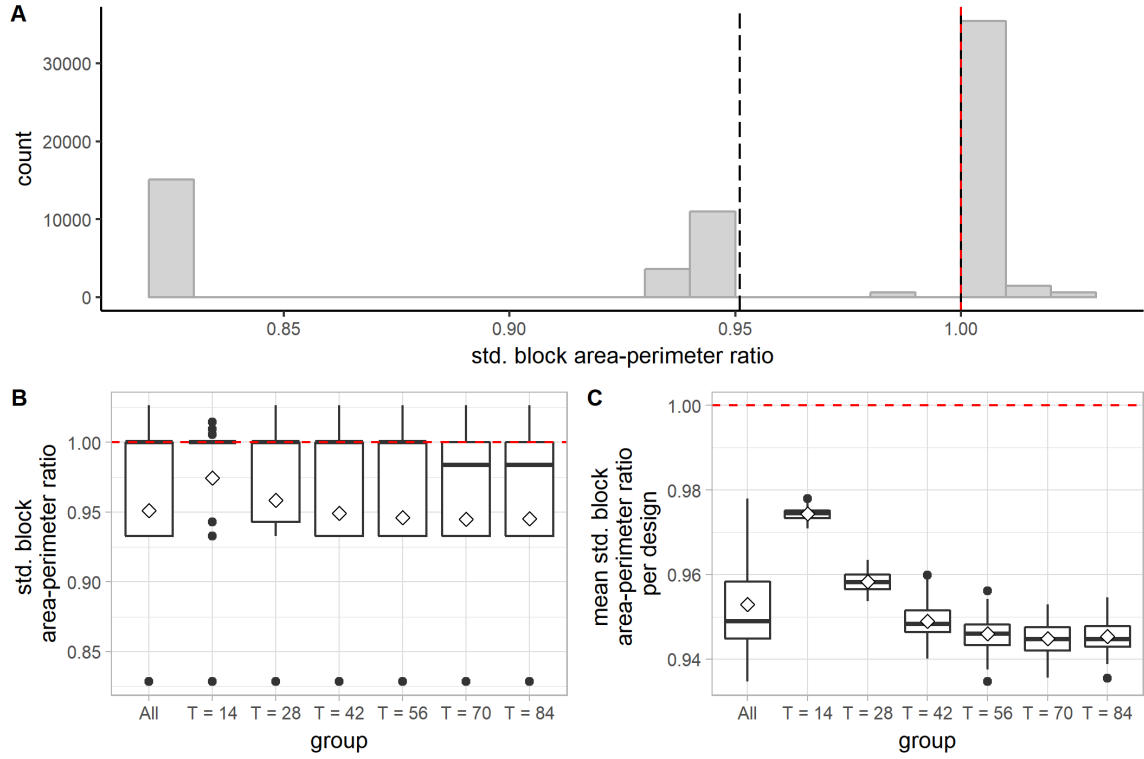 A
count
30000
20000
10000
0
0.85
0.90
0.95
1.00
std. block area-perimeter ratio
B
std. block
area-perimeter ratio
1.00
0.95
0.90
0.85
All
T = 14
T = 28
T = 42
T = 56
T = 70
T = 84
group
C
mean std. block
area-perimeter ratio
per design
1.00
0.98
0.96
0.94
All
T = 14
T = 28
T = 42
T = 56
T = 70
T = 84
group